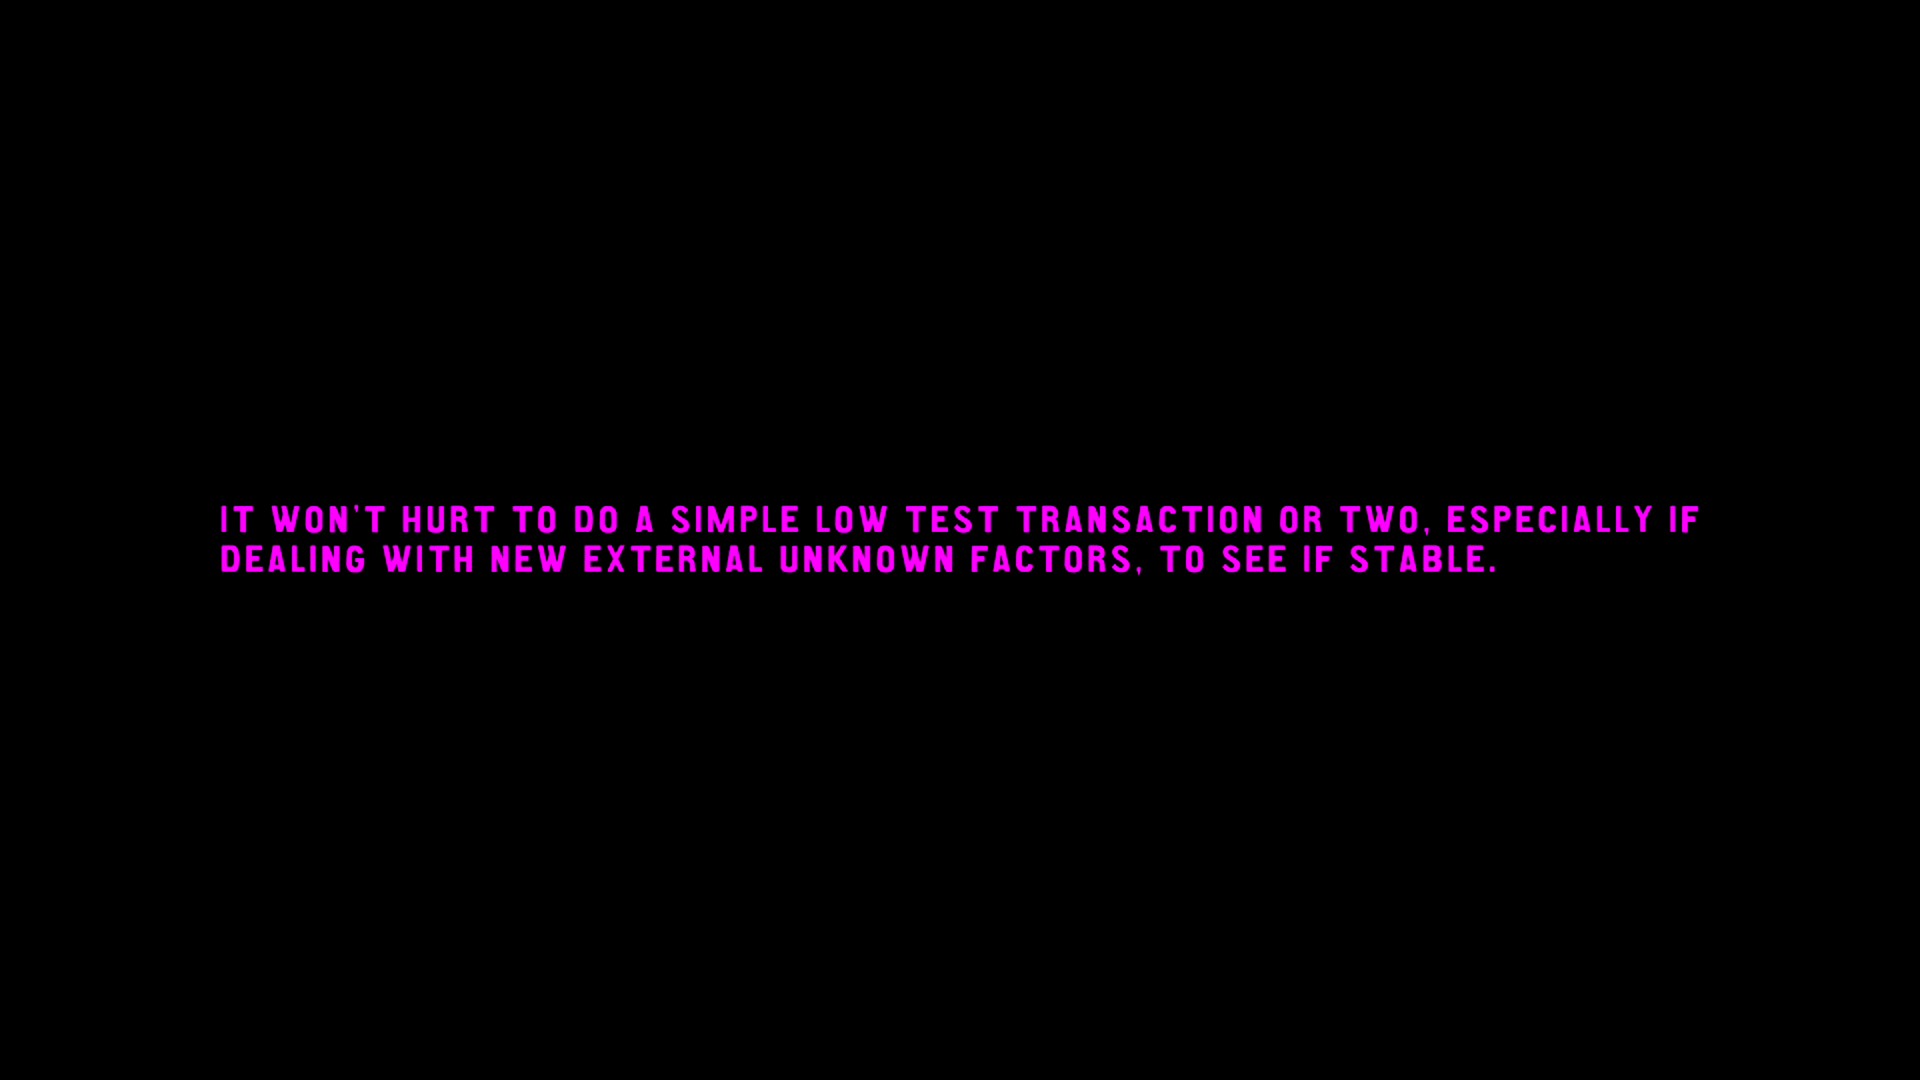 IT WON'T HURT TO DO A SIMPLE LOW TEST TRANSACTION OR TWO, ESPECIALLY IF
DEALING WITH NEW EXTERNAL UNKNOWN FACTORS, TO SEE IF STABLE.